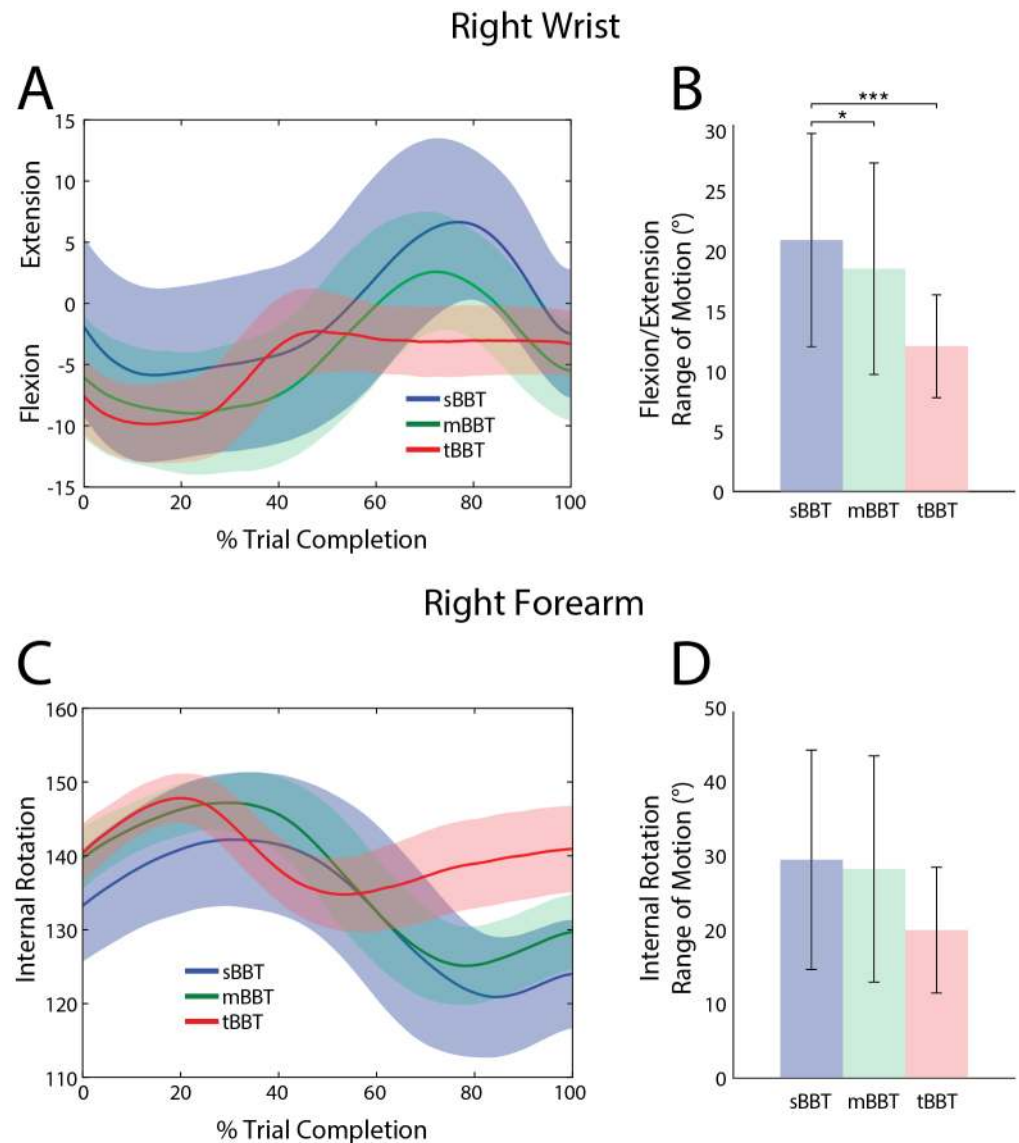 Right Wrist
A
Extension
Flexion
15
10
5
0
-5
-10
-15
sBBT
mBBT
tBBT
0 20 40 60 80 100
% Trial Completion
B
***
*
Flexion/Extension
Range of Motion (°)
30
25
20
15
10
5
0
sBBT mBBT tBBT
Right Forearm
C
Internal Rotation
160
150
140
130
120
110
sBBT
mBBT
tBBT
0 20 40 60 80 100
% Trial Completion
D
Internal Rotation
Range of Motion (°)
50
40
30
20
10
0
sBBT mBBT tBBT